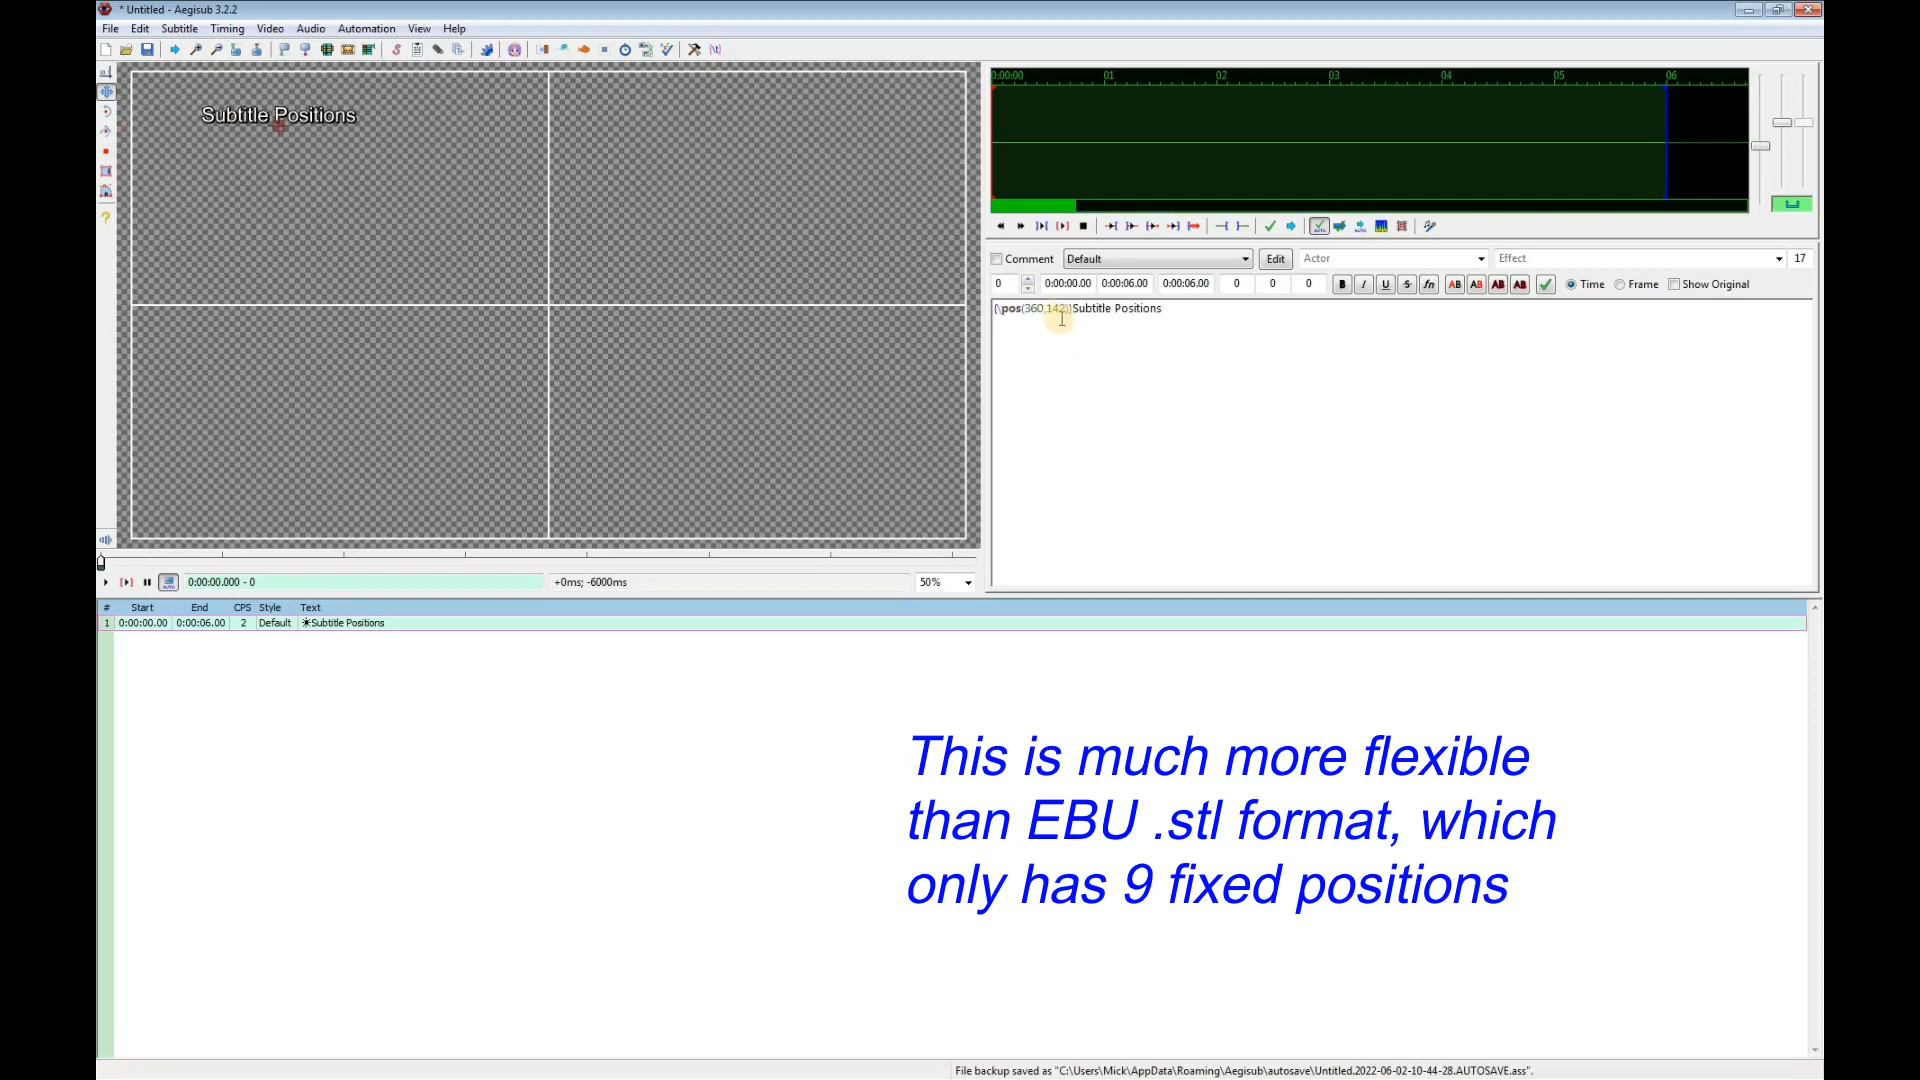 * Untitled - Aegisub 3.2.2
File Edit Subtitle Timing Video Audio Automation View Help
Subtitle Positions
0:00:00 01 02 03 04 05 06
Comment Default Edit Actor Effect 17
0 0:00:00.00 0:00:06.00 0:00:06.00 0 0 0 B I U S fn AB AB AB AB Time Frame Show Original
{\pos(360,142)}Subtitle Positions
0:00:00.000 - 0 +0ms; -6000ms 50%
# Start End CPS Style Text
1 0:00:00.00 0:00:06.00 2 Default ☀Subtitle Positions
This is much more flexible
than EBU .stl format, which
only has 9 fixed positions
File backup saved as "C:\Users\Mick\AppData\Roaming\Aegisub\autosave\Untitled.2022-06-02-10-44-28.AUTOSAVE.ass".